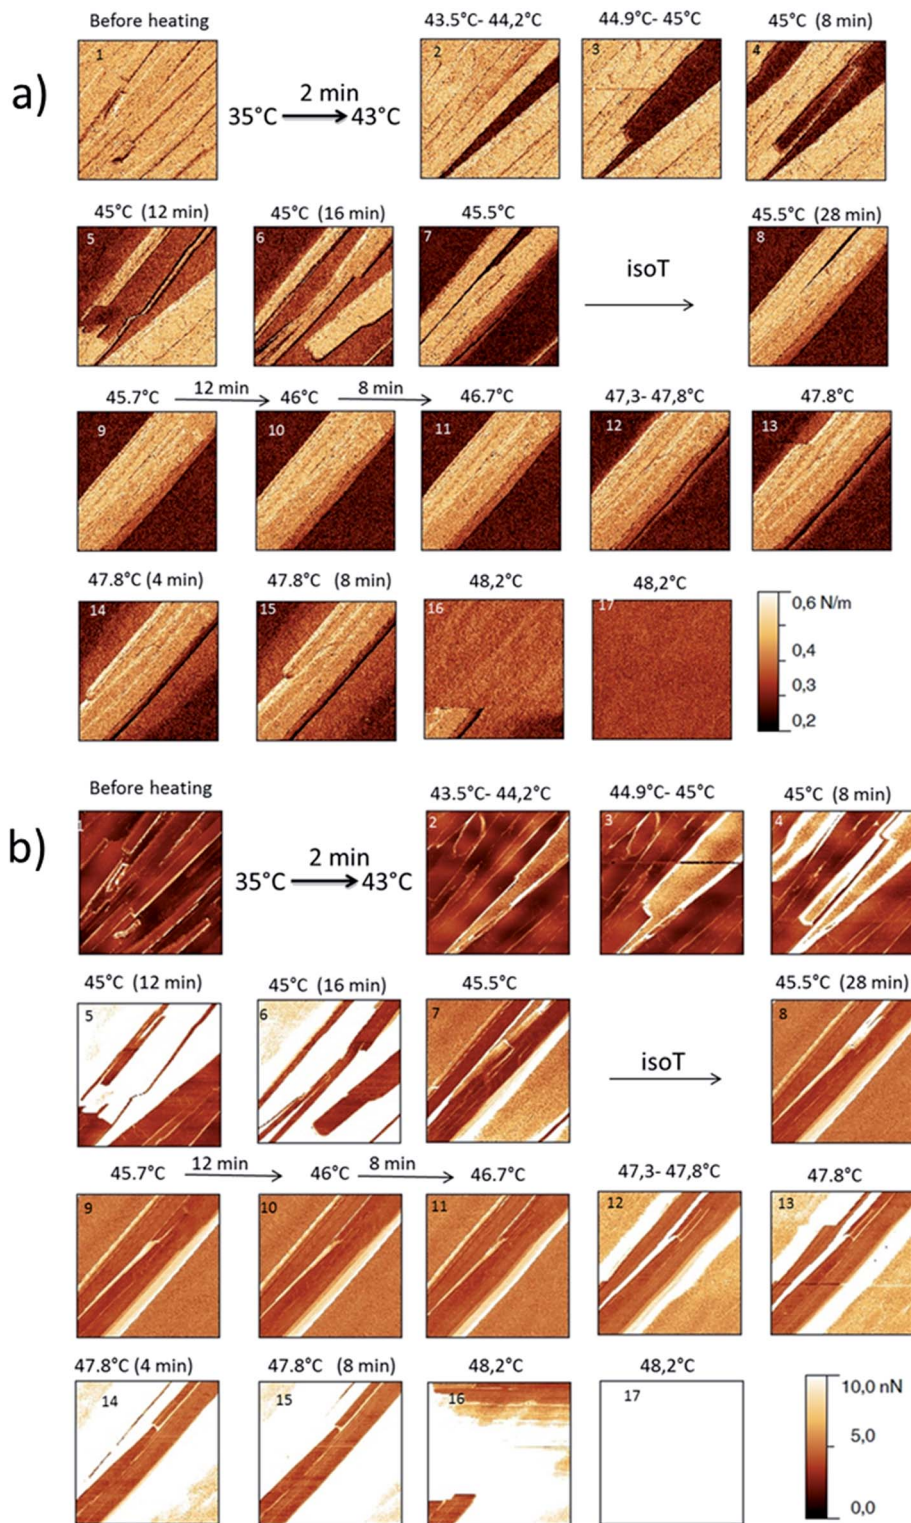 a)
Before heating
43.5°C- 44,2°C
44.9°C- 45°C
45°C (8 min)
1
2 min
35°C
43°C
2
3
4
45°C (12 min)
45°C (16 min)
45.5°C
45.5°C (28 min)
5
6
7
isoT
8
45.7°C
12 min
46°C
8 min
46.7°C
47,3- 47,8°C
47.8°C
9
10
11
12
13
47.8°C (4 min)
47.8°C (8 min)
48,2°C
48,2°C
14
15
16
17
0,6 N/m
0,4
0,3
0,2
b)
Before heating
43.5°C- 44,2°C
44.9°C- 45°C
45°C (8 min)
1
2 min
35°C
43°C
2
3
4
45°C (12 min)
45°C (16 min)
45.5°C
45.5°C (28 min)
5
6
7
isoT
8
45.7°C
12 min
46°C
8 min
46.7°C
47,3- 47,8°C
47.8°C
9
10
11
12
13
47.8°C (4 min)
47.8°C (8 min)
48,2°C
48,2°C
14
15
16
17
10,0 nN
5,0
0,0